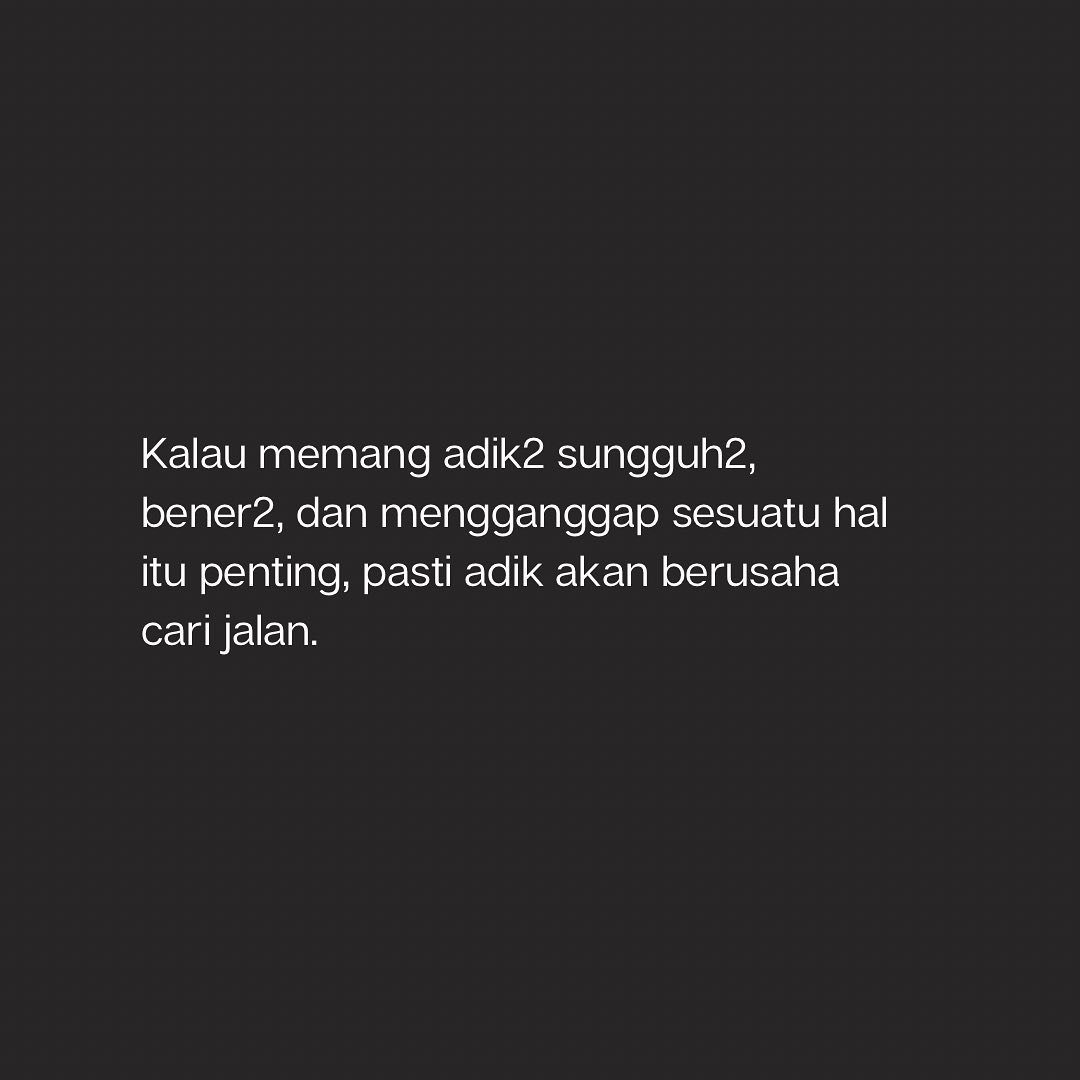 Kalau memang adik2 sungguh2,
bener2, dan mengganggap sesuatu hal
itu penting, pasti adik akan berusaha
cari jalan.